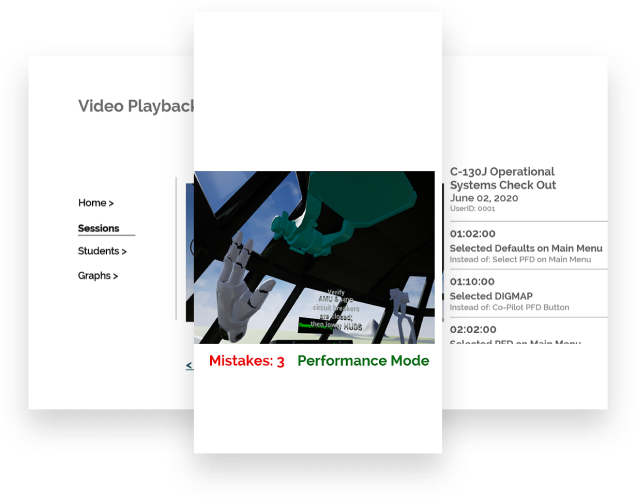 Video Playback
Home >
Sessions
Students >
Graphs >
<
Verify
AMU & HDD
circuit breakers
are closed;
then lower HUDs
Mistakes: 3 Performance Mode
C-130J Operational
Systems Check Out
June 02, 2020
UserID: 0001
01:02:00
Selected Defaults on Main Menu
Instead of: Select PFD on Main Menu
01:10:00
Selected DIGMAP
Instead of: Co-Pilot PFD Button
02:02:00
Selected PFD on Main Menu